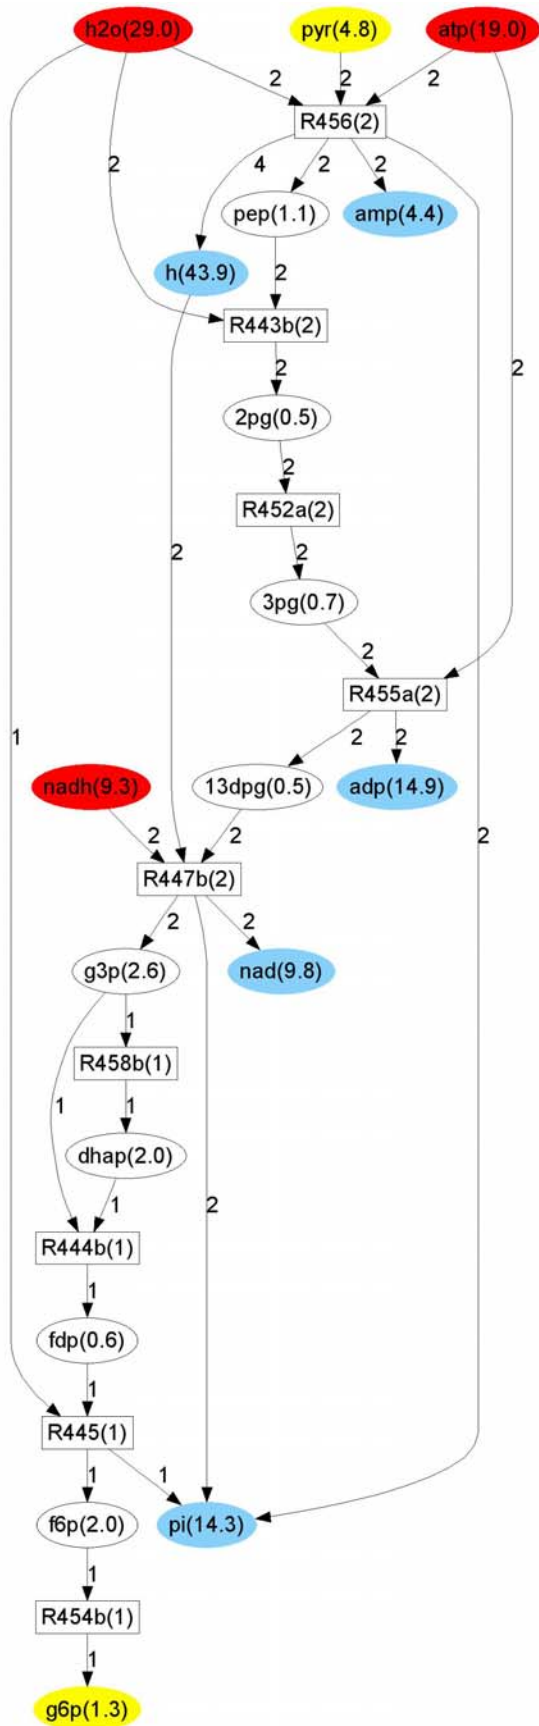 h2o(29.0) pyr(4.8) atp(19.0)
2 2 2
R456(2)
2 4 2 2
pep(1.1) amp(4.4)
h(43.9) 2
R443b(2)
2 2
2pg(0.5)
2
R452a(2)
2 2
3pg(0.7)
2
R455a(2)
1 2 2
nadh(9.3) 13dpg(0.5) adp(14.9)
2 2 2
R447b(2)
2 2
g3p(2.6) nad(9.8)
1
R458b(1)
1 1
dhap(2.0)
1 2
R444b(1)
1
fdp(0.6)
1
R445(1)
1 1
f6p(2.0) pi(14.3)
1
R454b(1)
1
g6p(1.3)